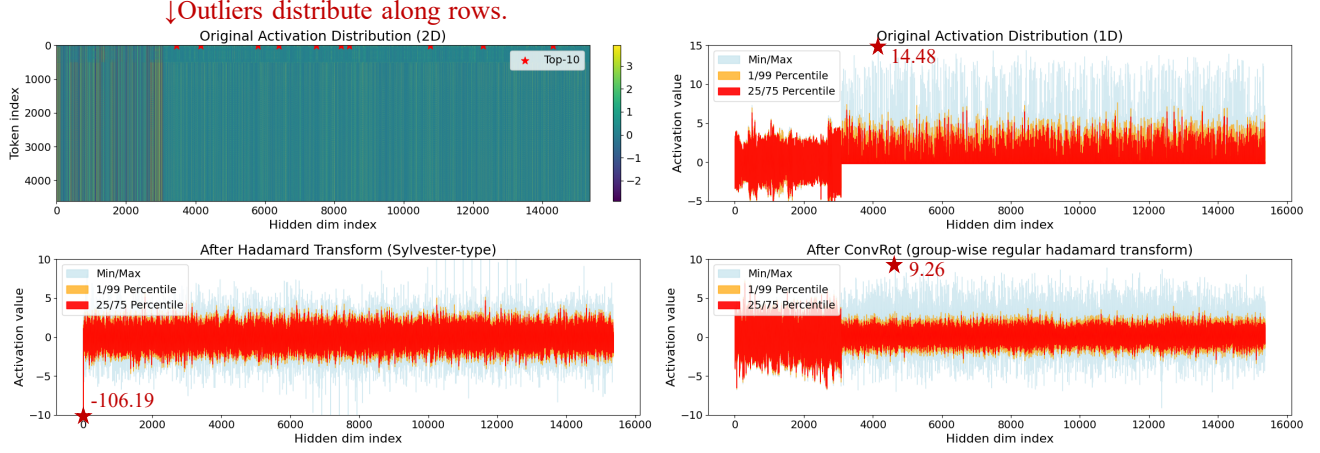 ↓Outliers distribute along rows.
Original Activation Distribution (2D)
Token index
0
1000
2000
3000
4000
Top-10
3
2
1
0
−1
−2
0 2000 4000 6000 8000 10000 12000 14000
Hidden dim index
Original Activation Distribution (1D)
Activation value
15
10
5
0
−5
Min/Max
1/99 Percentile
25/75 Percentile
14.48
0 2000 4000 6000 8000 10000 12000 14000 16000
Hidden dim index
After Hadamard Transform (Sylvester-type)
Activation value
10
5
0
−5
−10
Min/Max
1/99 Percentile
25/75 Percentile
-106.19
0 2000 4000 6000 8000 10000 12000 14000 16000
Hidden dim index
After ConvRot (group-wise regular hadamard transform)
Activation value
10
5
0
−5
−10
Min/Max
1/99 Percentile
25/75 Percentile
9.26
0 2000 4000 6000 8000 10000 12000 14000 16000
Hidden dim index